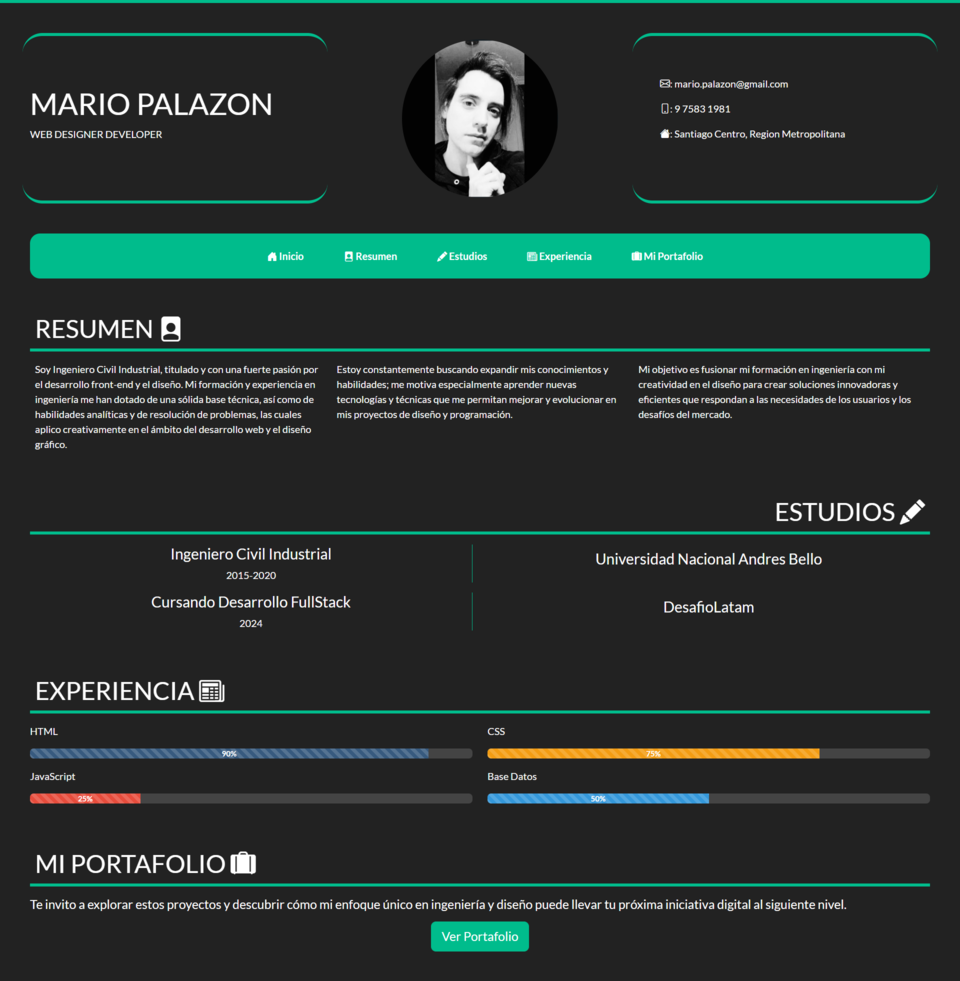 MARIO PALAZON
WEB DESIGNER DEVELOPER
: mario.palazon@gmail.com
: 9 7583 1981
: Santiago Centro, Region Metropolitana
Inicio
Resumen
Estudios
Experiencia
Mi Portafolio
RESUMEN
Soy Ingeniero Civil Industrial, titulado y con una fuerte pasión por
el desarrollo front-end y el diseño. Mi formación y experiencia en
ingeniería me han dotado de una sólida base técnica, así como de
habilidades analíticas y de resolución de problemas, las cuales
aplico creativamente en el ámbito del desarrollo web y el diseño
gráfico.
Estoy constantemente buscando expandir mis conocimientos y
habilidades; me motiva especialmente aprender nuevas
tecnologías y técnicas que me permitan mejorar y evolucionar en
mis proyectos de diseño y programación.
Mi objetivo es fusionar mi formación en ingeniería con mi
creatividad en el diseño para crear soluciones innovadoras y
eficientes que respondan a las necesidades de los usuarios y los
desafíos del mercado.
ESTUDIOS
Ingeniero Civil Industrial
2015-2020
Universidad Nacional Andres Bello
Cursando Desarrollo FullStack
2024
DesafioLatam
EXPERIENCIA
HTML
90%
CSS
75%
JavaScript
25%
Base Datos
50%
MI PORTAFOLIO
Te invito a explorar estos proyectos y descubrir cómo mi enfoque único en ingeniería y diseño puede llevar tu próxima iniciativa digital al siguiente nivel.
Ver Portafolio